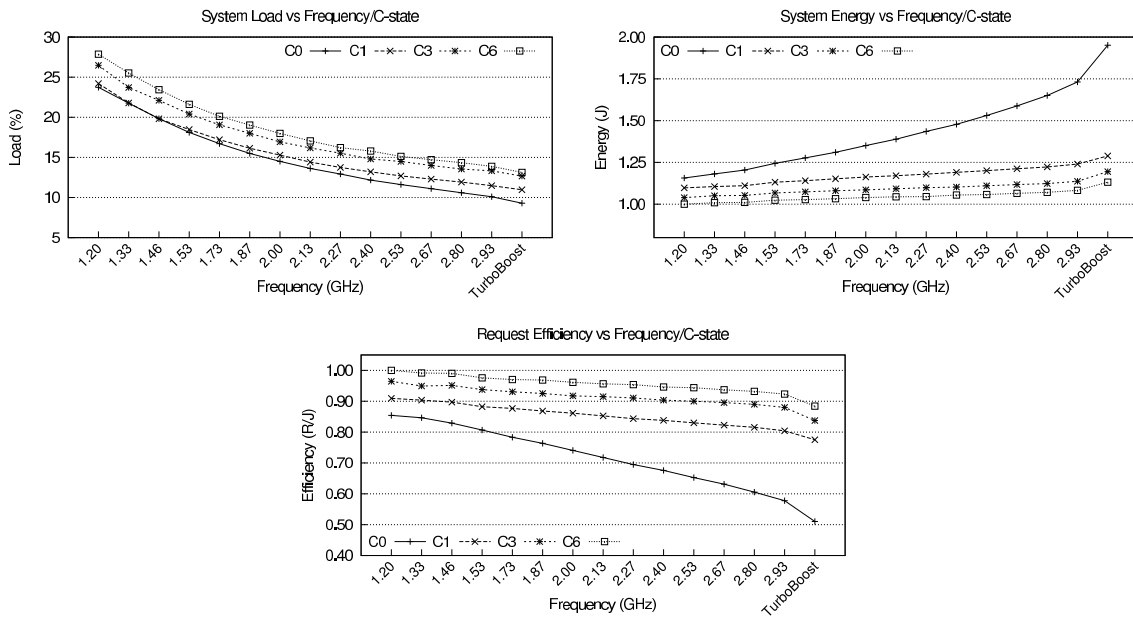 System Load vs Frequency/C-state
Load (%)
30
25
20
15
10
5
C0 C1 C3 C6
1.20 1.33 1.46 1.53 1.73 1.87 2.00 2.13 2.27 2.40 2.53 2.67 2.80 2.93 TurboBoost
Frequency (GHz)
System Energy vs Frequency/C-state
Energy (J)
2.00
1.75
1.50
1.25
1.00
C0 C1 C3 C6
1.20 1.33 1.46 1.53 1.73 1.87 2.00 2.13 2.27 2.40 2.53 2.67 2.80 2.93 TurboBoost
Frequency (GHz)
Request Efficiency vs Frequency/C-state
Efficiency (R/J)
1.00
0.90
0.80
0.70
0.60
0.50
0.40
C0 C1 C3 C6
1.20 1.33 1.46 1.53 1.73 1.87 2.00 2.13 2.27 2.40 2.53 2.67 2.80 2.93 TurboBoost
Frequency (GHz)